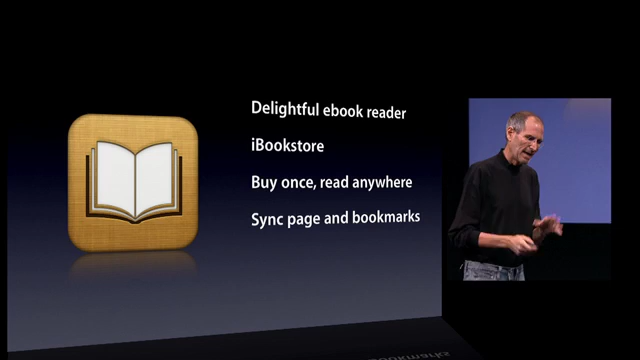 Delightful ebook reader
iBookstore
Buy once, read anywhere
Sync page and bookmarks